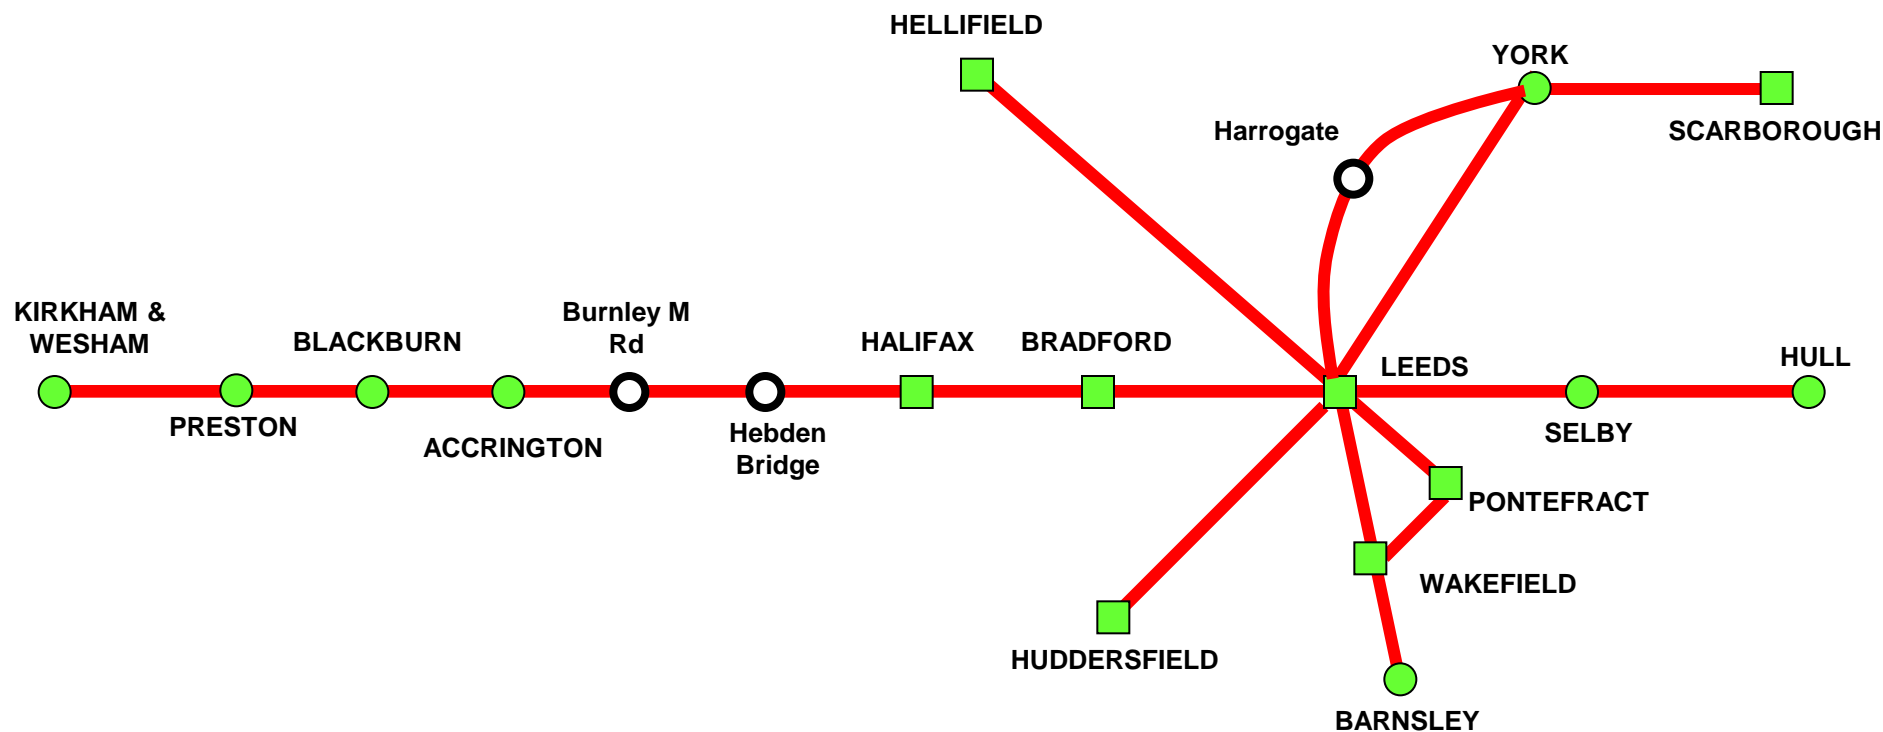 HELLIFIELD
YORK
Harrogate
SCARBOROUGH
KIRKHAM &
WESHAM
BLACKBURN
Burnley M
Rd
HALIFAX
BRADFORD
LEEDS
HULL
PRESTON
ACCRINGTON
Hebden
Bridge
SELBY
PONTEFRACT
WAKEFIELD
HUDDERSFIELD
BARNSLEY